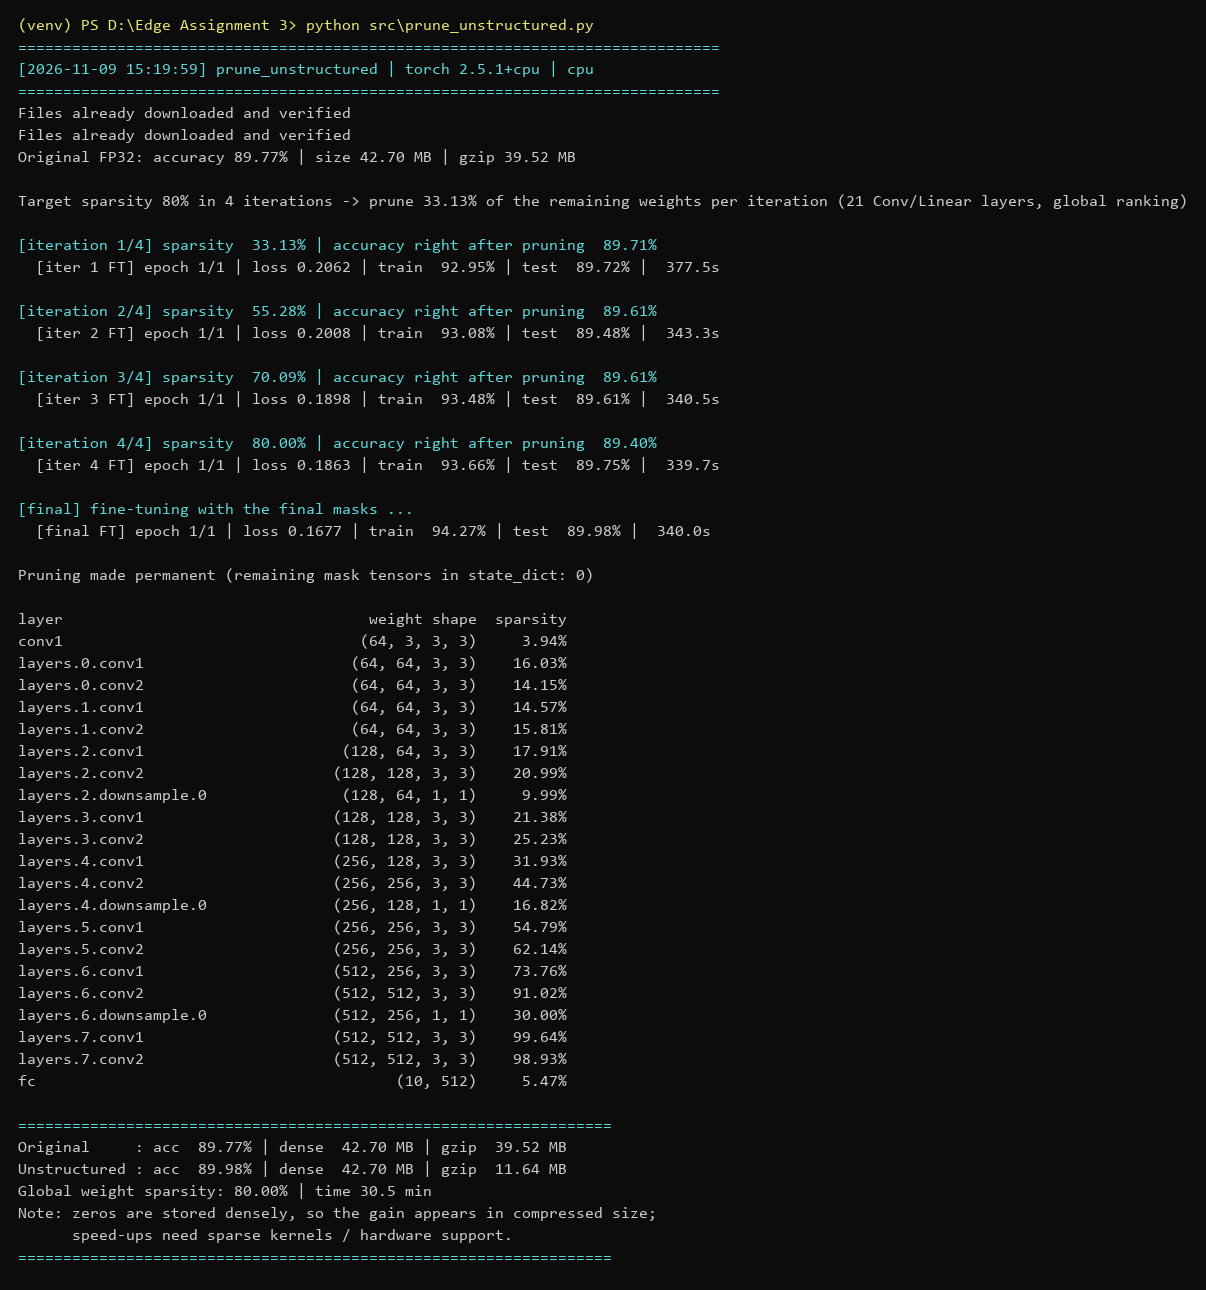 (venv) PS D:\Edge Assignment 3> python src\prune_unstructured.py
==============================================================================
[2026-11-09 15:19:59] prune_unstructured | torch 2.5.1+cpu | cpu
==============================================================================
Files already downloaded and verified
Files already downloaded and verified
Original FP32: accuracy 89.77% | size 42.70 MB | gzip 39.52 MB

Target sparsity 80% in 4 iterations -> prune 33.13% of the remaining weights per iteration (21 Conv/Linear layers, global ranking)

[iteration 1/4] sparsity  33.13% | accuracy right after pruning  89.71%
  [iter 1 FT] epoch 1/1 | loss 0.2062 | train  92.95% | test  89.72% |  377.5s

[iteration 2/4] sparsity  55.28% | accuracy right after pruning  89.61%
  [iter 2 FT] epoch 1/1 | loss 0.2008 | train  93.08% | test  89.48% |  343.3s

[iteration 3/4] sparsity  70.09% | accuracy right after pruning  89.61%
  [iter 3 FT] epoch 1/1 | loss 0.1898 | train  93.48% | test  89.61% |  340.5s

[iteration 4/4] sparsity  80.00% | accuracy right after pruning  89.40%
  [iter 4 FT] epoch 1/1 | loss 0.1863 | train  93.66% | test  89.75% |  339.7s

[final] fine-tuning with the final masks ...
  [final FT] epoch 1/1 | loss 0.1677 | train  94.27% | test  89.98% |  340.0s

Pruning made permanent (remaining mask tensors in state_dict: 0)

layer                                  weight shape  sparsity
conv1                                 (64, 3, 3, 3)     3.94%
layers.0.conv1                       (64, 64, 3, 3)    16.03%
layers.0.conv2                       (64, 64, 3, 3)    14.15%
layers.1.conv1                       (64, 64, 3, 3)    14.57%
layers.1.conv2                       (64, 64, 3, 3)    15.81%
layers.2.conv1                      (128, 64, 3, 3)    17.91%
layers.2.conv2                     (128, 128, 3, 3)    20.99%
layers.2.downsample.0               (128, 64, 1, 1)     9.99%
layers.3.conv1                     (128, 128, 3, 3)    21.38%
layers.3.conv2                     (128, 128, 3, 3)    25.23%
layers.4.conv1                     (256, 128, 3, 3)    31.93%
layers.4.conv2                     (256, 256, 3, 3)    44.73%
layers.4.downsample.0              (256, 128, 1, 1)    16.82%
layers.5.conv1                     (256, 256, 3, 3)    54.79%
layers.5.conv2                     (256, 256, 3, 3)    62.14%
layers.6.conv1                     (512, 256, 3, 3)    73.76%
layers.6.conv2                     (512, 512, 3, 3)    91.02%
layers.6.downsample.0              (512, 256, 1, 1)    30.00%
layers.7.conv1                     (512, 512, 3, 3)    99.64%
layers.7.conv2                     (512, 512, 3, 3)    98.93%
fc                                        (10, 512)     5.47%

==================================================================
Original     : acc  89.77% | dense  42.70 MB | gzip  39.52 MB
Unstructured : acc  89.98% | dense  42.70 MB | gzip  11.64 MB
Global weight sparsity: 80.00% | time 30.5 min
Note: zeros are stored densely, so the gain appears in compressed size;
      speed-ups need sparse kernels / hardware support.
==================================================================